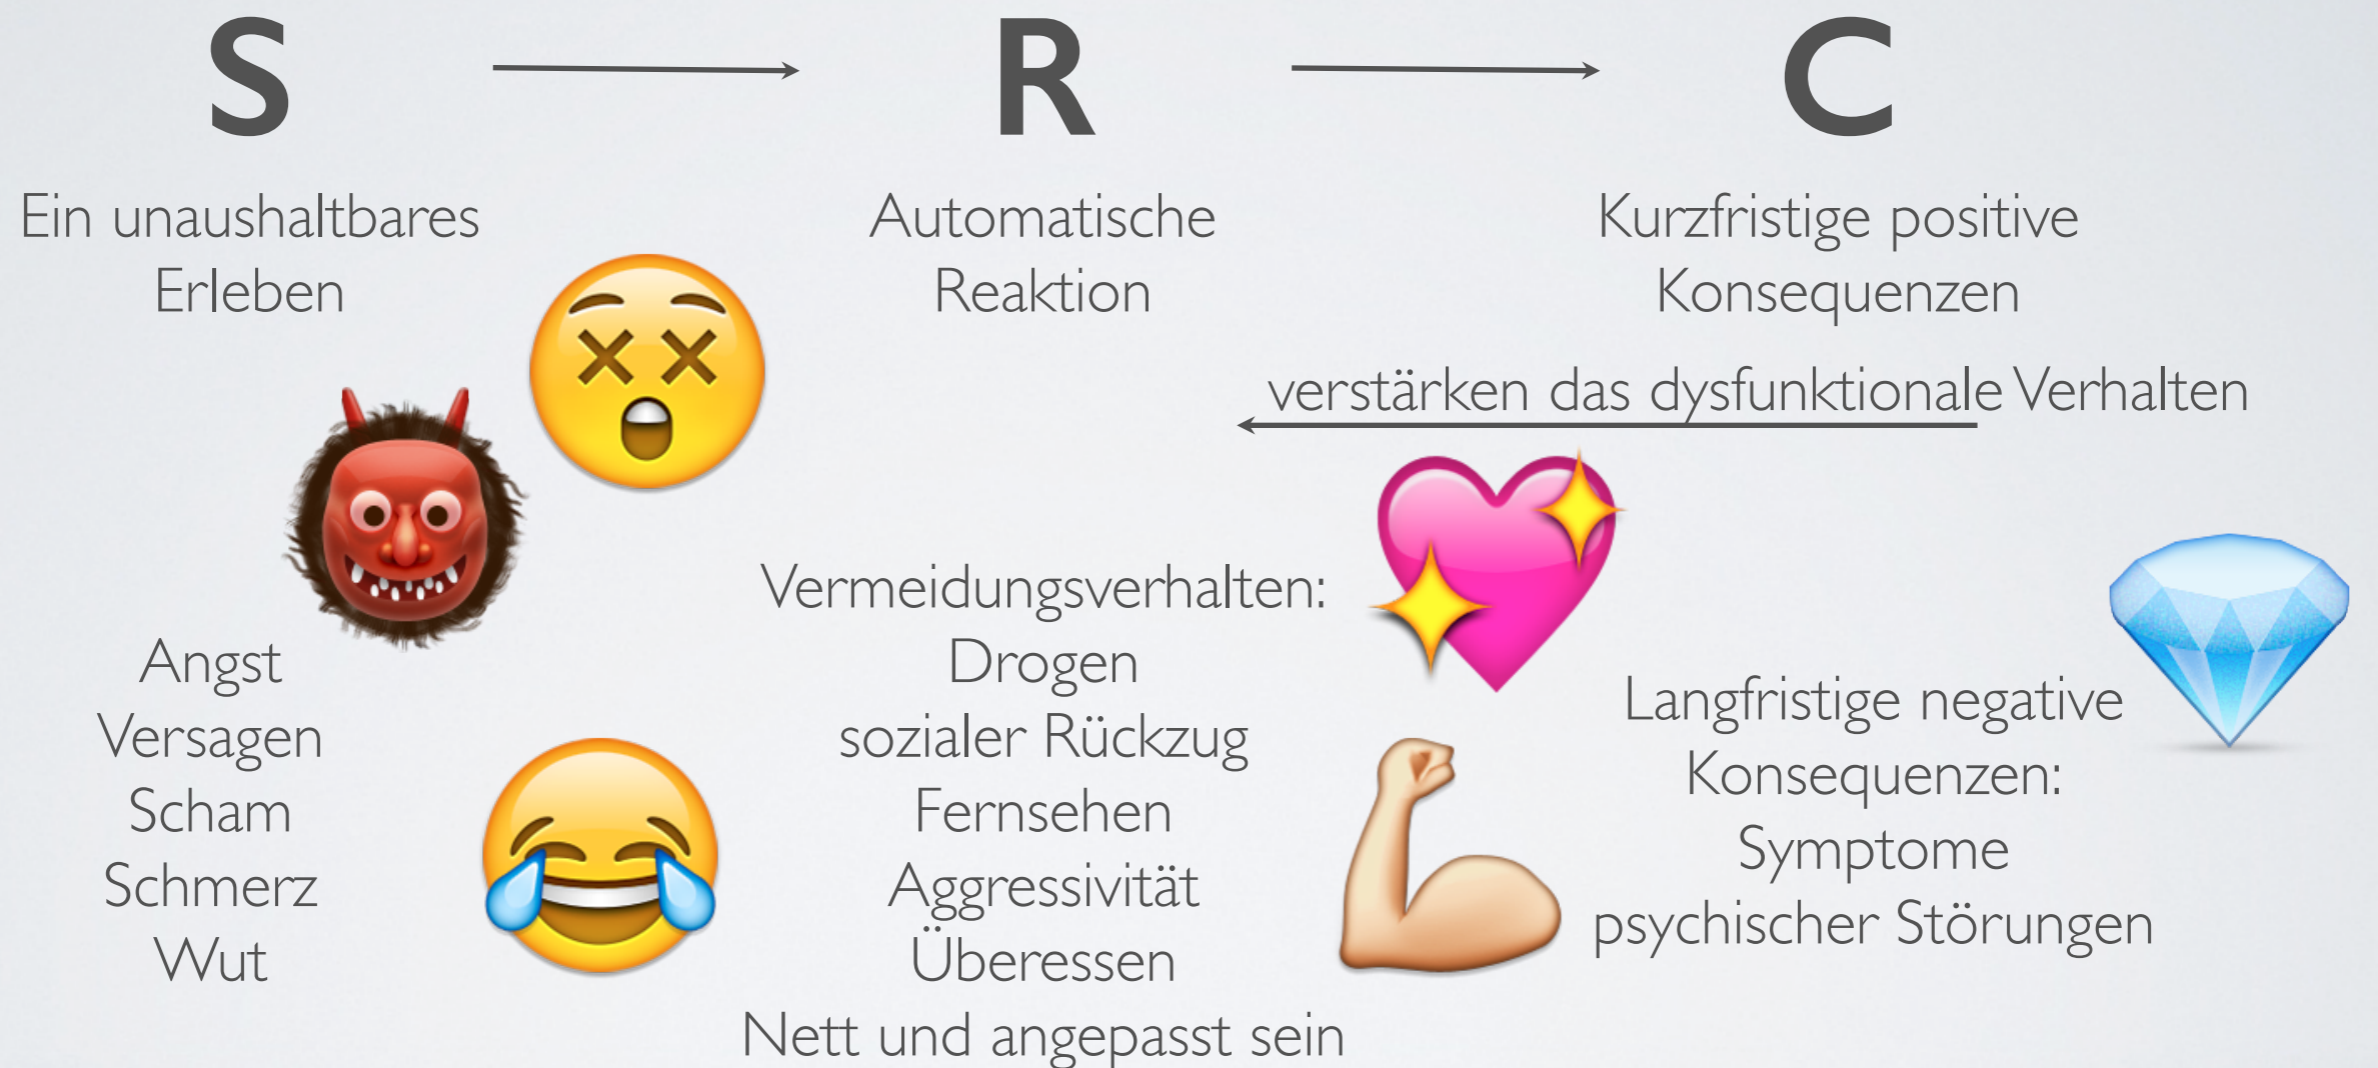 S
R
C
Ein unaushaltbares
Erleben
Automatische
Reaktion
Kurzfristige positive
Konsequenzen
verstärken das dysfunktionale Verhalten
Angst
Versagen
Scham
Schmerz
Wut
Vermeidungsverhalten:
Drogen
sozialer Rückzug
Fernsehen
Aggressivität
Überessen
Nett und angepasst sein
Langfristige negative
Konsequenzen:
Symptome
psychischer Störungen